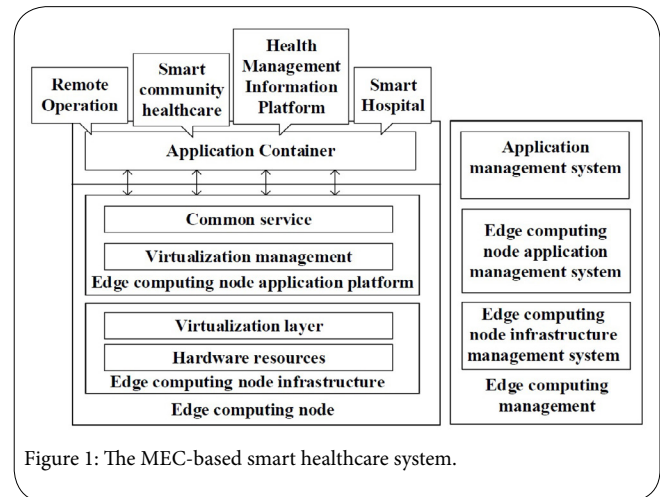 Remote
Operation
Smart
community
healthcare
Health
Management
Information
Platform
Smart
Hospital
Application Container
Common service
Virtualization management
Edge computing node application platform
Virtualization layer
Hardware resources
Edge computing node infrastructure
Edge computing node
Application
management system
Edge computing
node application
management system
Edge computing
node infrastructure
management system
Edge computing
management
Figure 1: The MEC-based smart healthcare system.